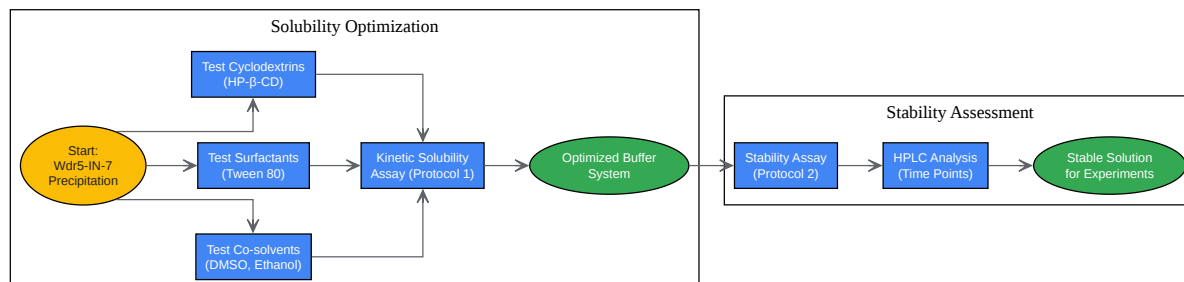 Solubility Optimization
Test Cyclodextrins
(HP-β-CD)
Start:
Wdr5-IN-7
Precipitation
Test Surfactants
(Tween 80)
Test Co-solvents
(DMSO, Ethanol)
Kinetic Solubility
Assay (Protocol 1)
Optimized Buffer
System
Stability Assessment
Stability Assay
(Protocol 2)
HPLC Analysis
(Time Points)
Stable Solution
for Experiments